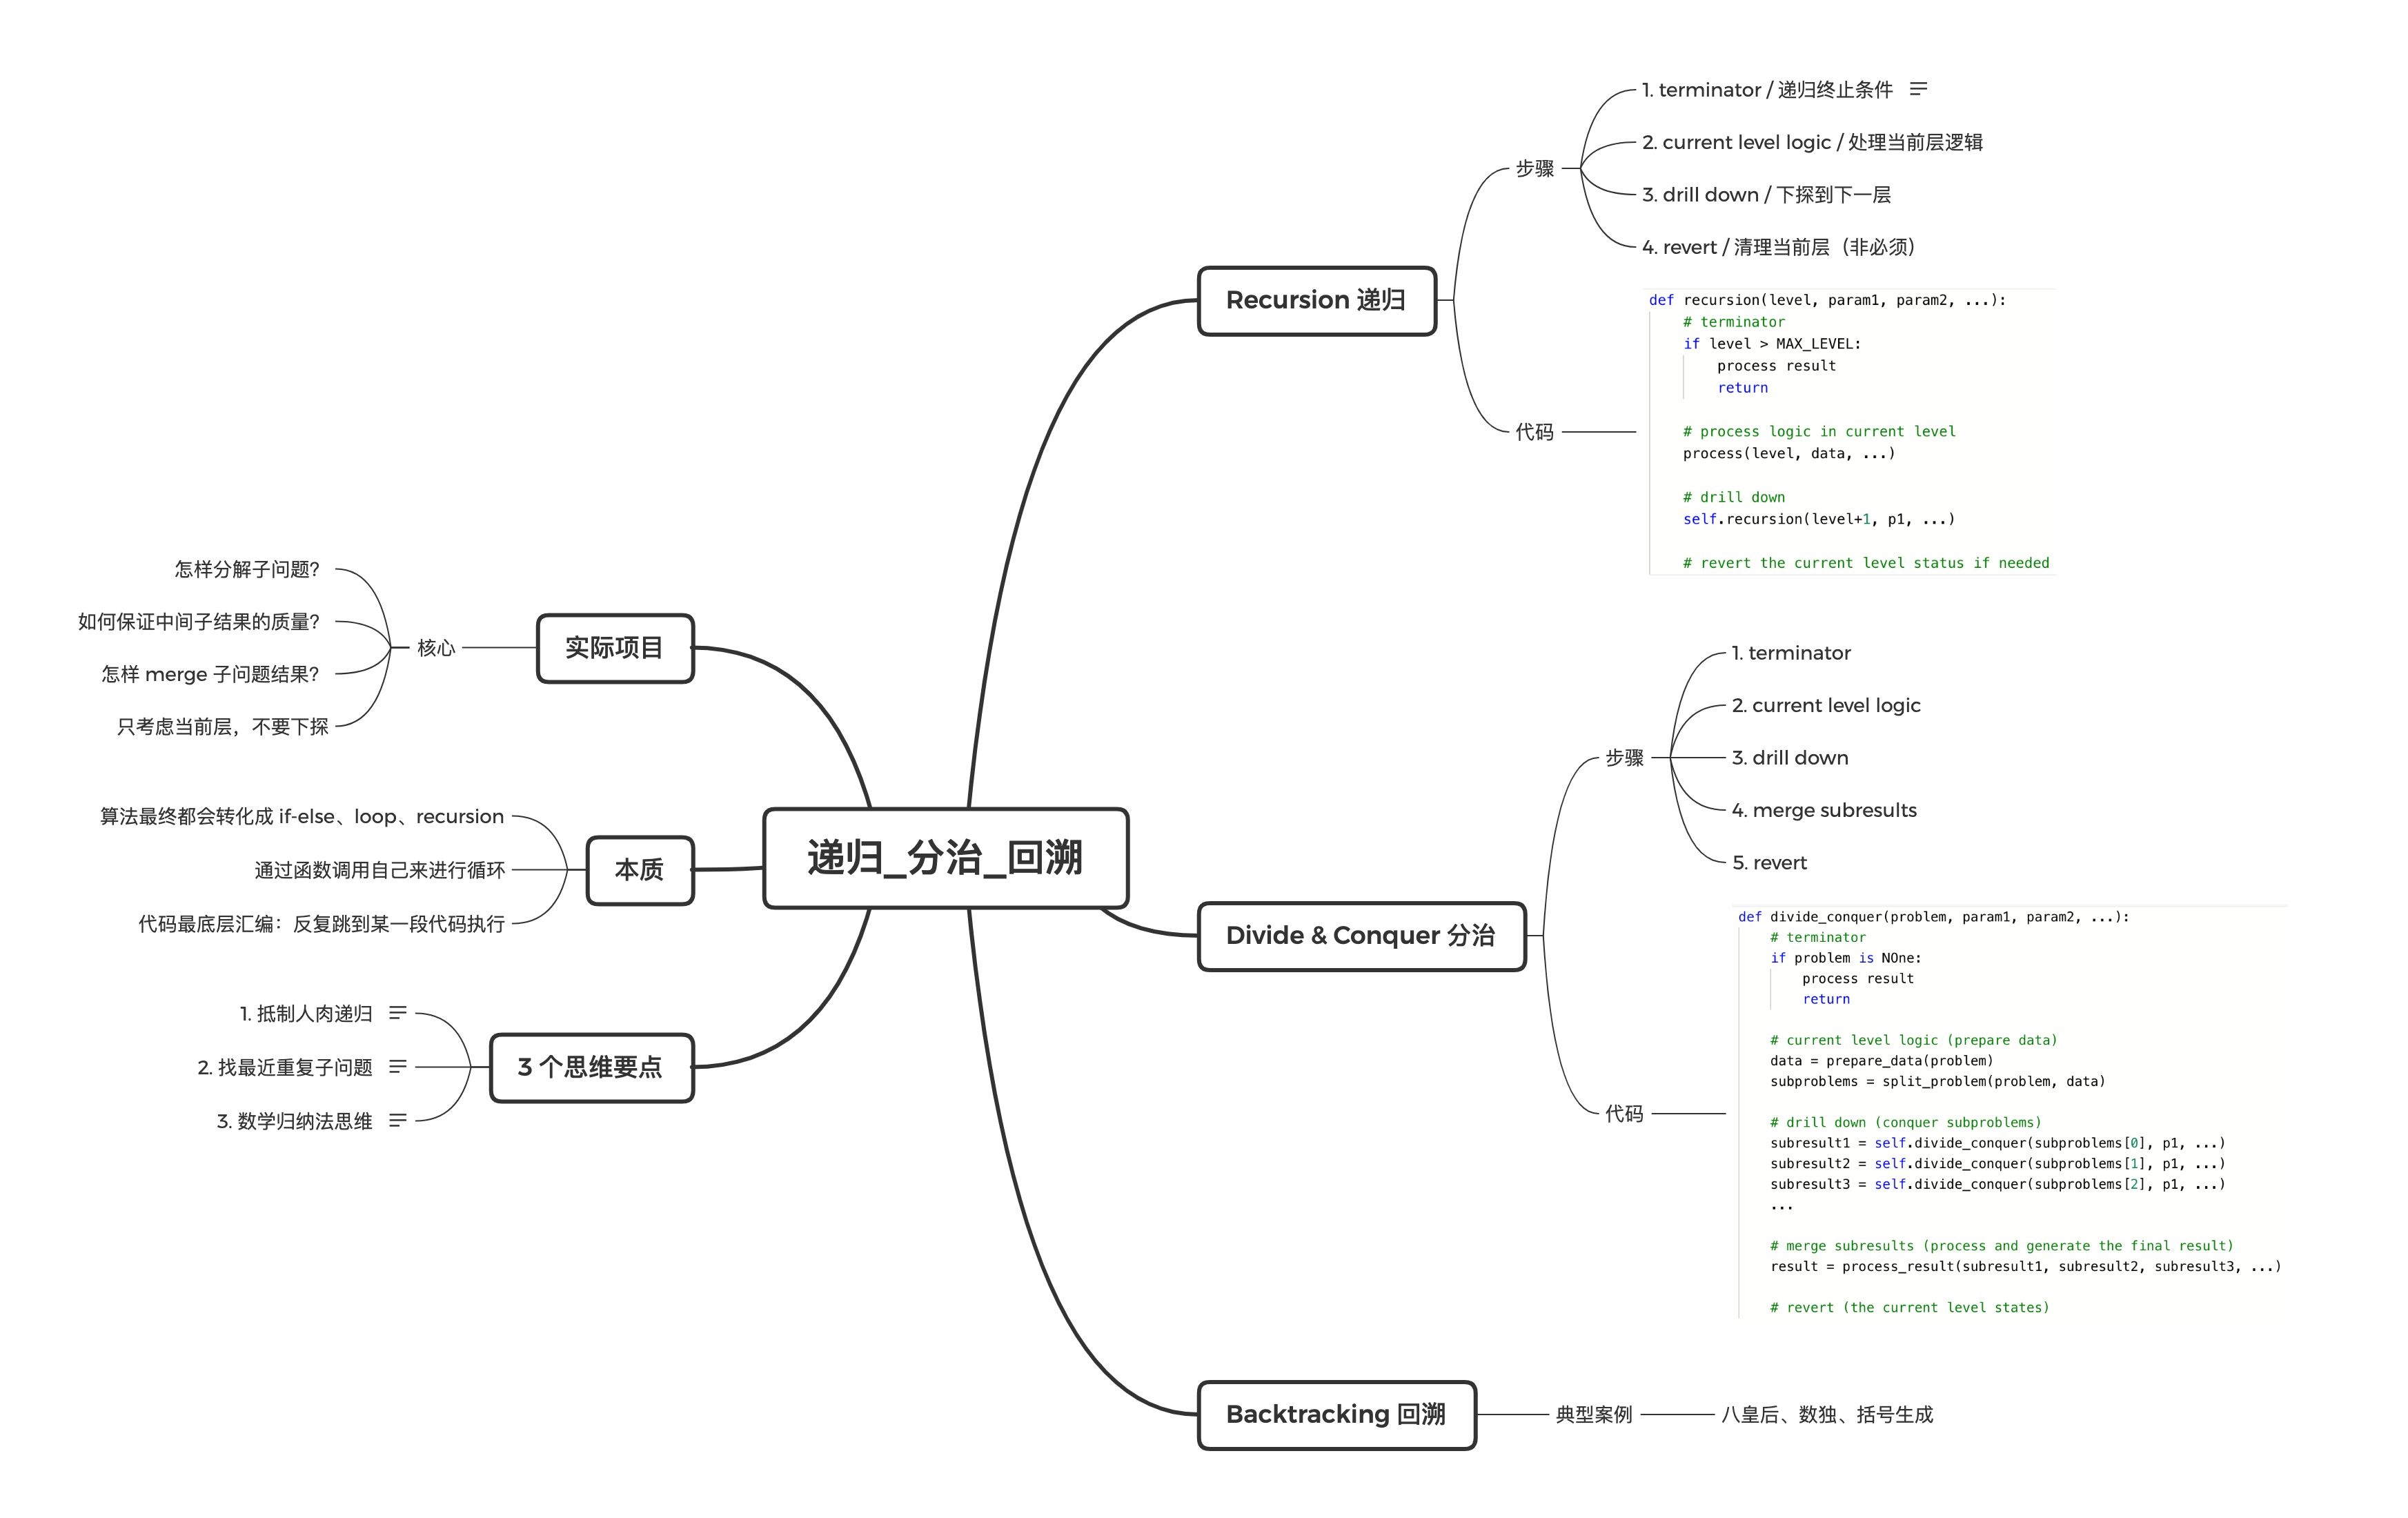 递归_分治_回溯
Recursion 递归
步骤
1. terminator / 递归终止条件
2. current level logic / 处理当前层逻辑
3. drill down / 下探到下一层
4. revert / 清理当前层（非必须）
代码
def recursion(level, param1, param2, ...):
# terminator
if level > MAX_LEVEL:
process result
return
# process logic in current level
process(level, data, ...)
# drill down
self.recursion(level+1, p1, ...)
# revert the current level status if needed
Divide & Conquer 分治
步骤
1. terminator
2. current level logic
3. drill down
4. merge subresults
5. revert
代码
def divide_conquer(problem, param1, param2, ...):
# terminator
if problem is NOne:
process result
return
# current level logic (prepare data)
data = prepare_data(problem)
subproblems = split_problem(problem, data)
# drill down (conquer subproblems)
subresult1 = self.divide_conquer(subproblems[0], p1, ...)
subresult2 = self.divide_conquer(subproblems[1], p1, ...)
subresult3 = self.divide_conquer(subproblems[2], p1, ...)
...
# merge subresults (process and generate the final result)
result = process_result(subresult1, subresult2, subresult3, ...)
# revert (the current level states)
Backtracking 回溯
典型案例
八皇后、数独、括号生成
实际项目
核心
怎样分解子问题？
如何保证中间子结果的质量？
怎样 merge 子问题结果？
只考虑当前层，不要下探
本质
算法最终都会转化成 if-else、loop、recursion
通过函数调用自己来进行循环
代码最底层汇编：反复跳到某一段代码执行
3 个思维要点
1. 抵制人肉递归
2. 找最近重复子问题
3. 数学归纳法思维